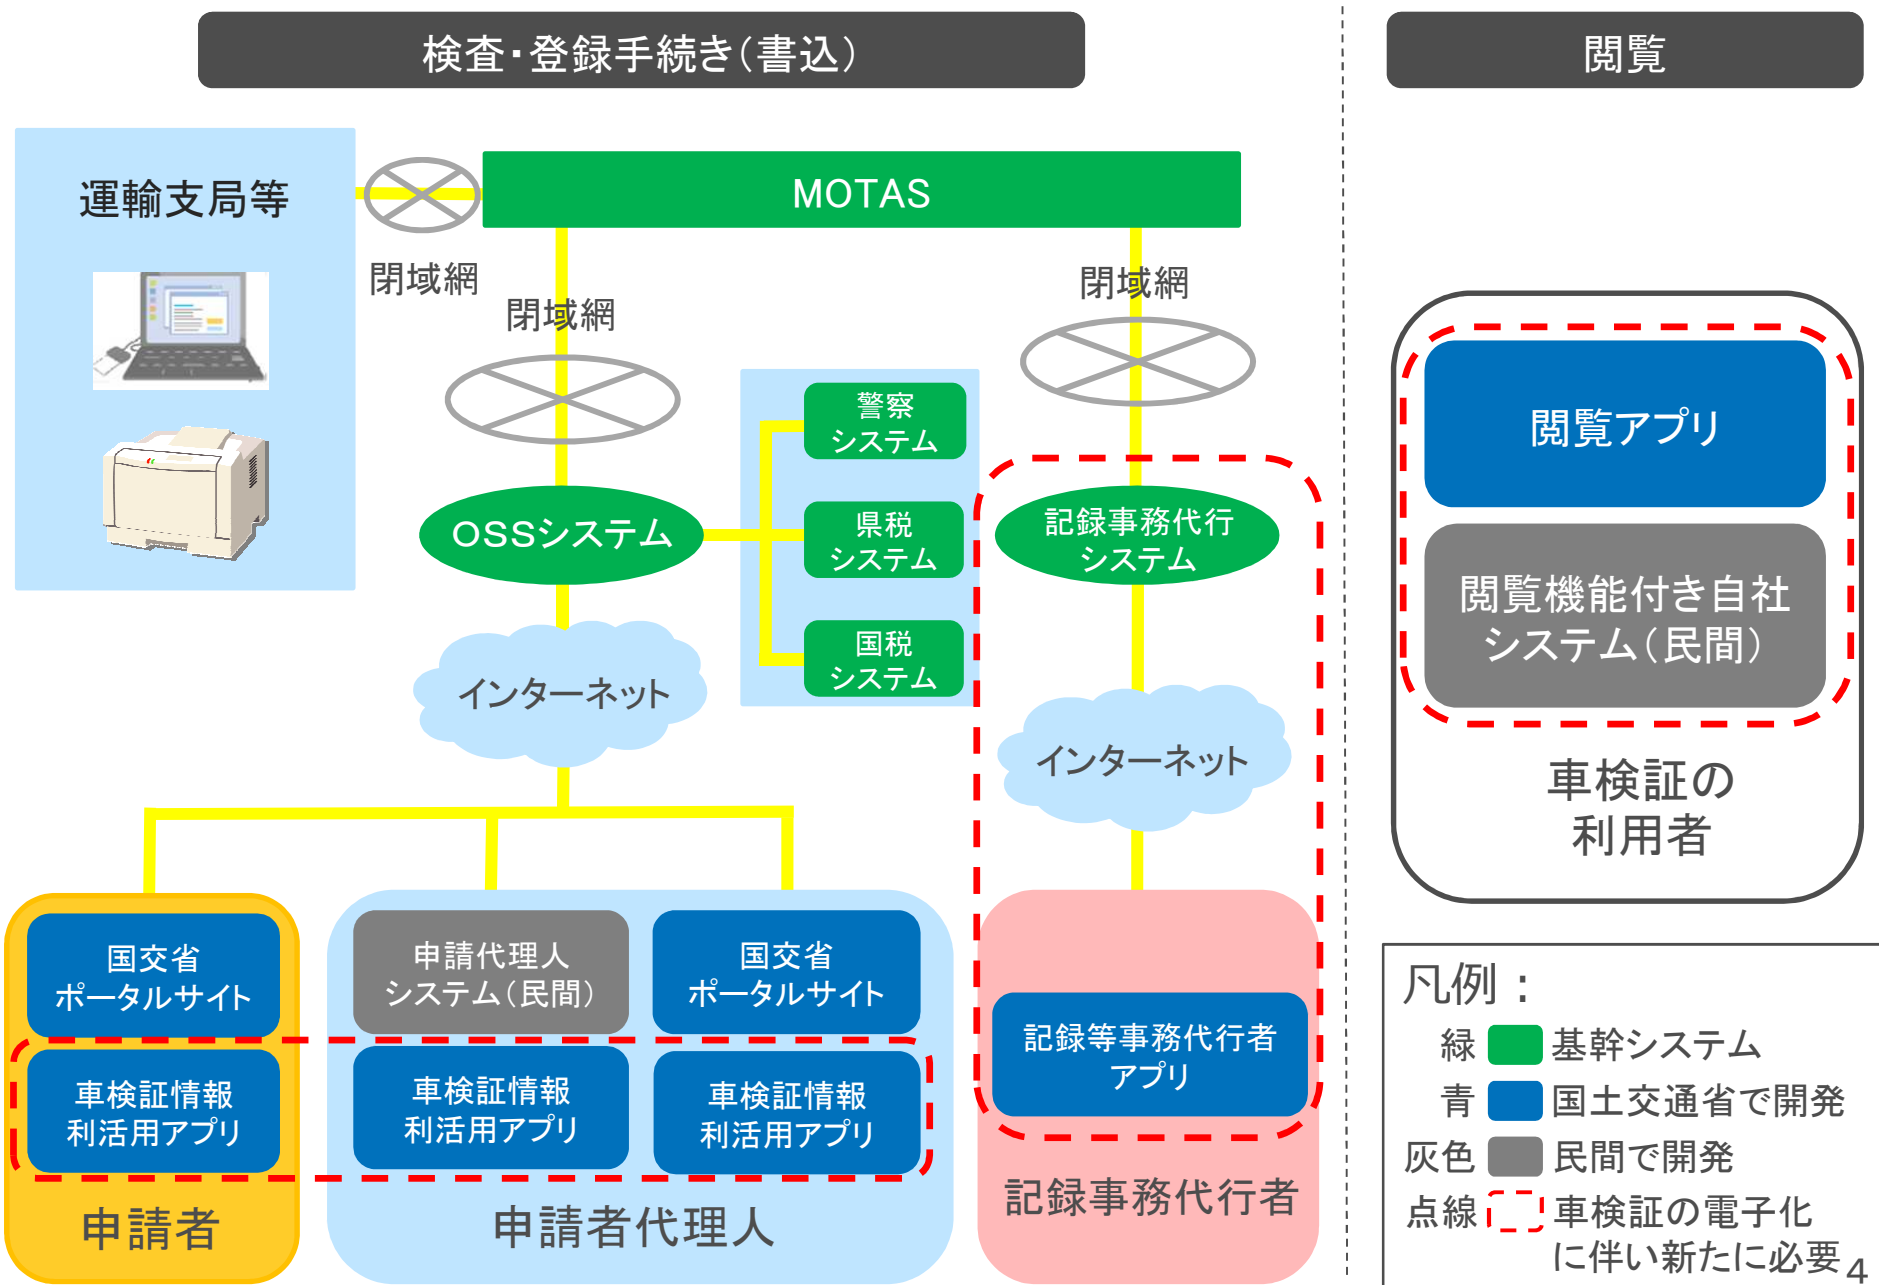 検査・登録手続き（書込）
閲覧
運輸支局等
MOTAS
閉域網
閉域網
閉域網
警察
システム
OSSシステム
県税
システム
国税
システム
記録事務代行
システム
インターネット
インターネット
国交省
ポータルサイト
車検証情報
利活用アプリ
申請者
申請代理人
システム（民間）
国交省
ポータルサイト
車検証情報
利活用アプリ
車検証情報
利活用アプリ
申請者代理人
記録等事務代行者
アプリ
記録事務代行者
閲覧アプリ
閲覧機能付き自社
システム（民間）
車検証の
利用者
凡例：
緑 基幹システム
青 国土交通省で開発
灰色 民間で開発
点線 車検証の電子化
に伴い新たに必要
4